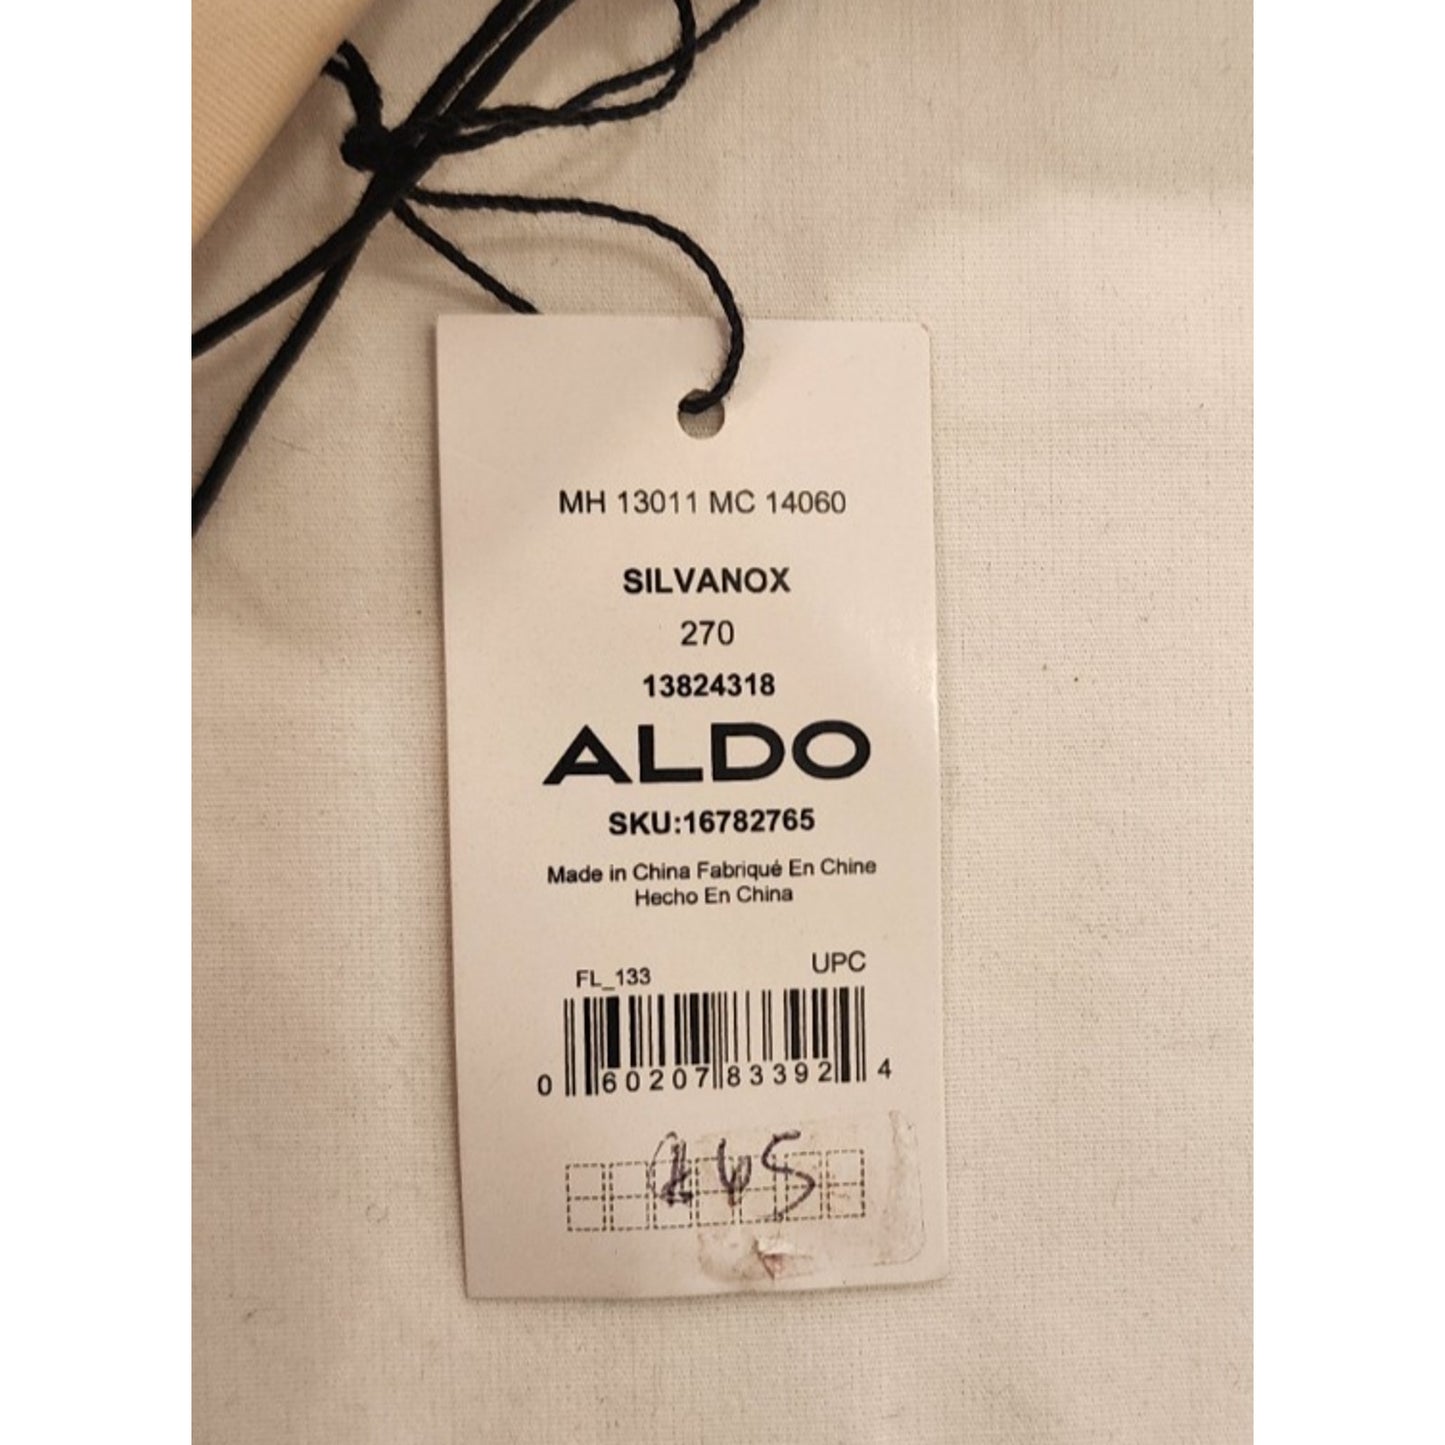 MH 13011 MC 14060
SILVANOX
270
13824318
ALDO
SKU:16782765
Made in China Fabriqué En Chine
Hecho En China
FL_133 UPC
0 60207 83392 4